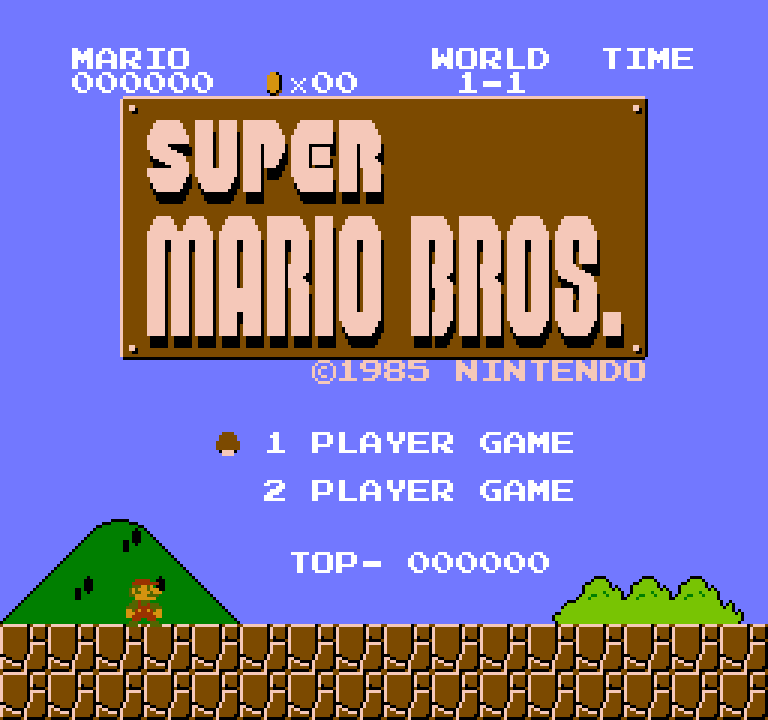 MARIO WORLD TIME
000000 ×00 1-1
SUPER
MARIO BROS.
©1985 NINTENDO
1 PLAYER GAME
2 PLAYER GAME
TOP- 000000